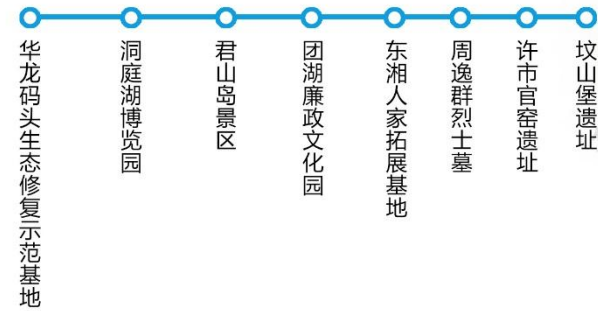 华龙码头生态修复示范基地
洞庭湖博览园
君山岛景区
团湖廉政文化园
东湘人家拓展基地
周逸群烈士墓
许市官窑遗址
坟山堡遗址